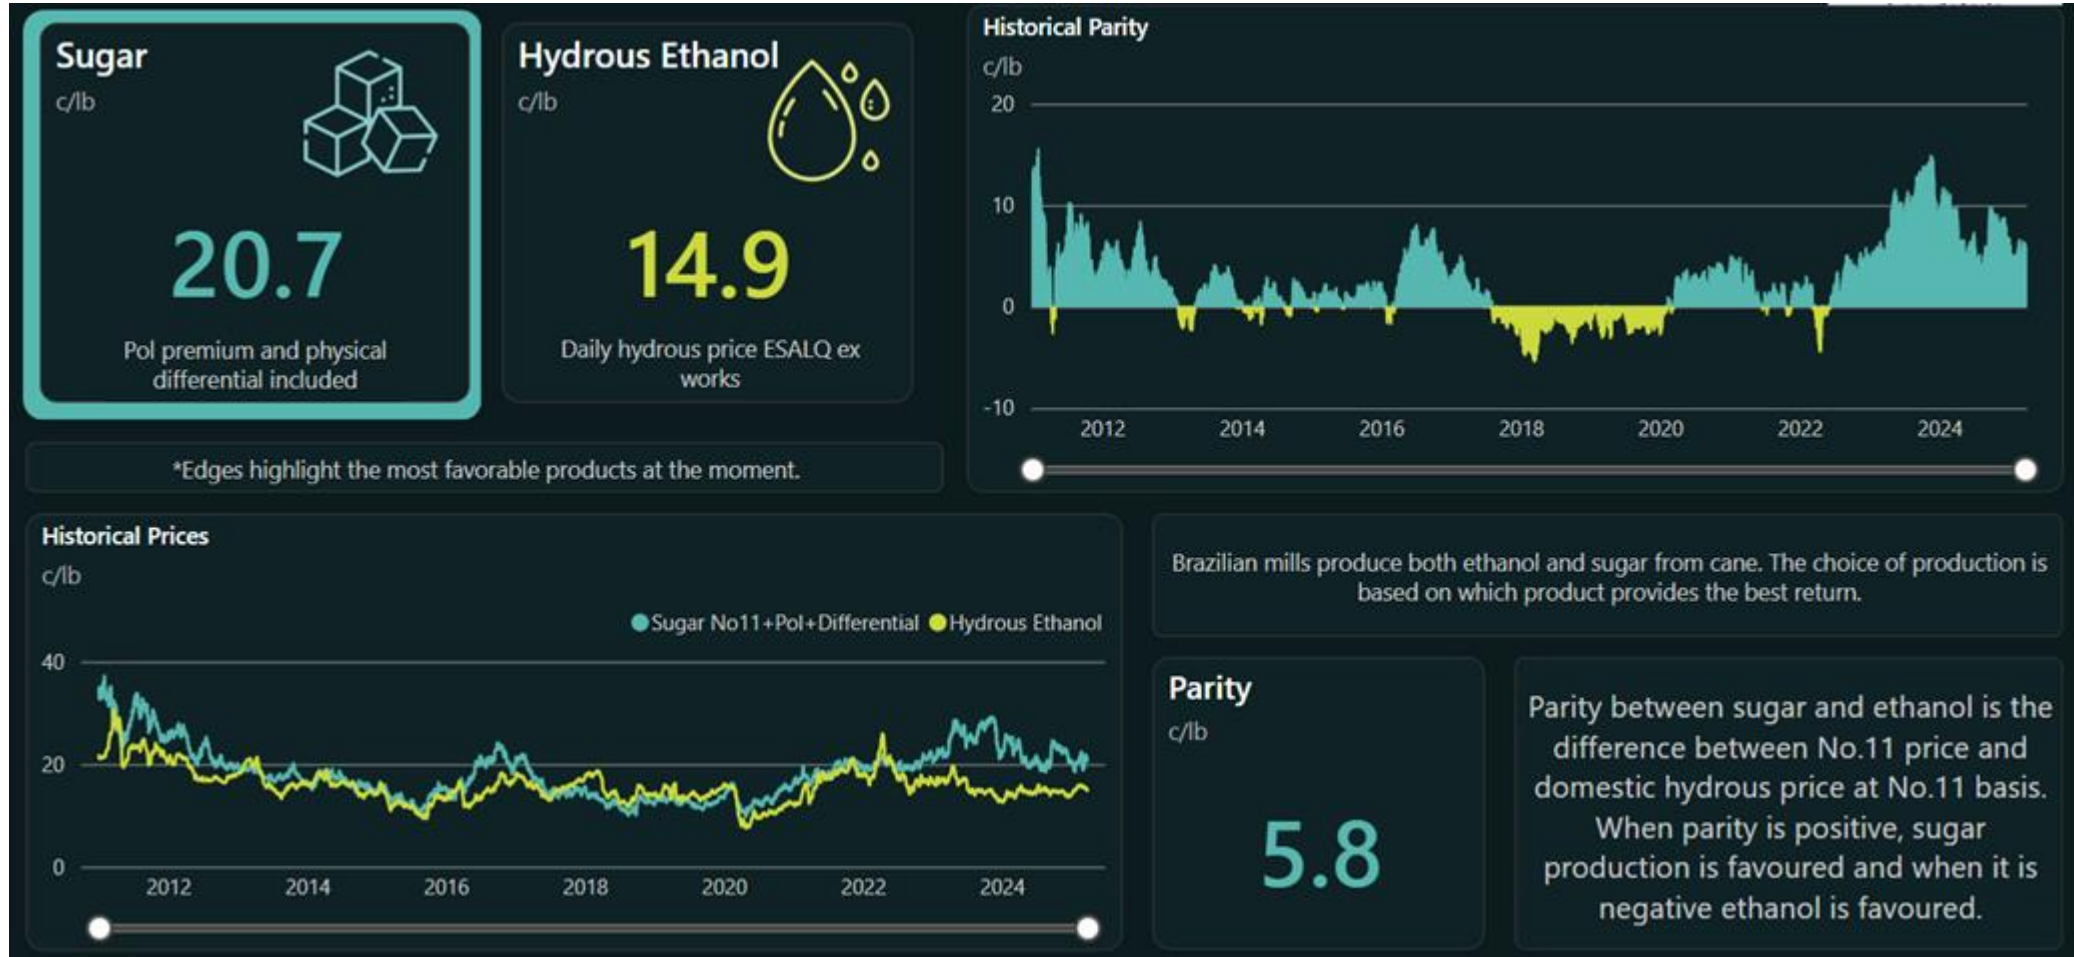 Sugar
c/lb
20.7
Pol premium and physical
differential included
Hydrous Ethanol
c/lb
14.9
Daily hydrous price ESALQ ex
works
*Edges highlight the most favorable products at the moment.
Historical Parity
c/lb
20
10
0
-10
2012 2014 2016 2018 2020 2022 2024
Historical Prices
c/lb
Sugar No11+Pol+Differential Hydrous Ethanol
40
20
0
2012 2014 2016 2018 2020 2022 2024
Brazilian mills produce both ethanol and sugar from cane. The choice of production is
based on which product provides the best return.
Parity
c/lb
5.8
Parity between sugar and ethanol is the
difference between No.11 price and
domestic hydrous price at No.11 basis.
When parity is positive, sugar
production is favoured and when it is
negative ethanol is favoured.